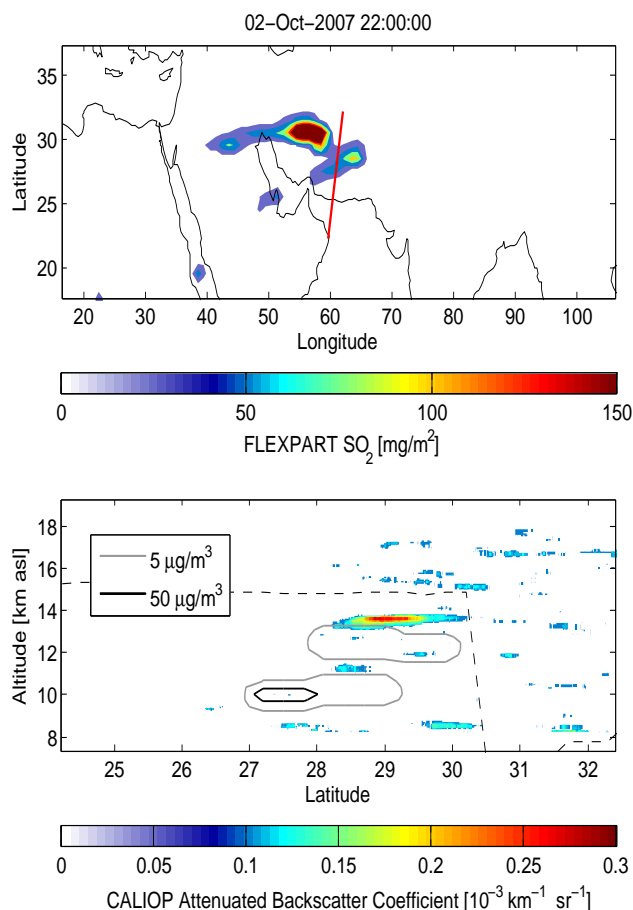 02−Oct−2007 22:00:00
35
30
25
20
Latitude
20 30 40 50 60 70 80 90 100
Longitude
0 50 100 150
FLEXPART SO2 [mg/m2]
18
16
14
12
10
8
Altitude [km asl]
5 μg/m3
50 μg/m3
25 26 27 28 29 30 31 32
Latitude
0 0.05 0.1 0.15 0.2 0.25 0.3
CALIOP Attenuated Backscatter Coefficient [10−3 km−1 sr−1]